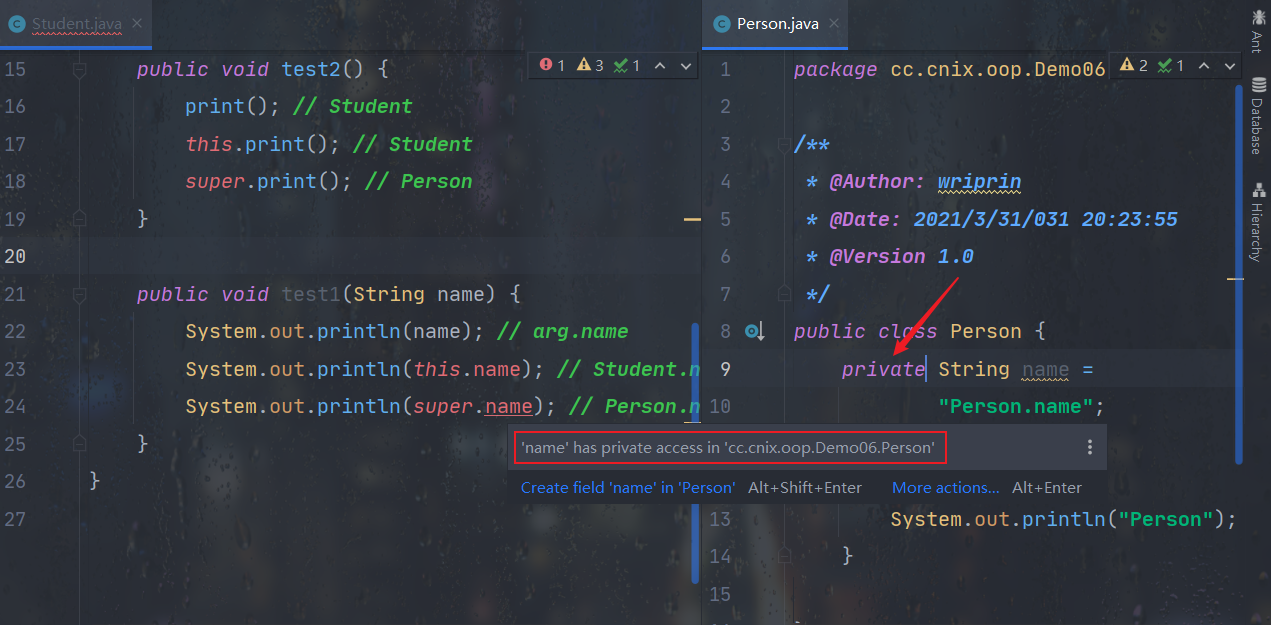 Student.java
15 public void test2() {
1 3 1
16 print(); // Student
17 this.print(); // Student
18 super.print(); // Person
19 }
20
21 public void test1(String name) {
22 System.out.println(name); // arg.name
23 System.out.println(this.name); // Student.n
24 System.out.println(super.name); // Person.n
25 }
26 }
27
Person.java
1 package cc.cnix.oop.Demo06
2 1
2
3 /**
4 * @Author: wriprin
5 * @Date: 2021/3/31/031 20:23:55
6 * @Version 1.0
7 */
8 public class Person {
9 private String name =
10 "Person.name";
'name' has private access in 'cc.cnix.oop.Demo06.Person'
Create field 'name' in 'Person' Alt+Shift+Enter More actions... Alt+Enter
13 System.out.println("Person");
14 }
15
Ant
Database
Hierarchy